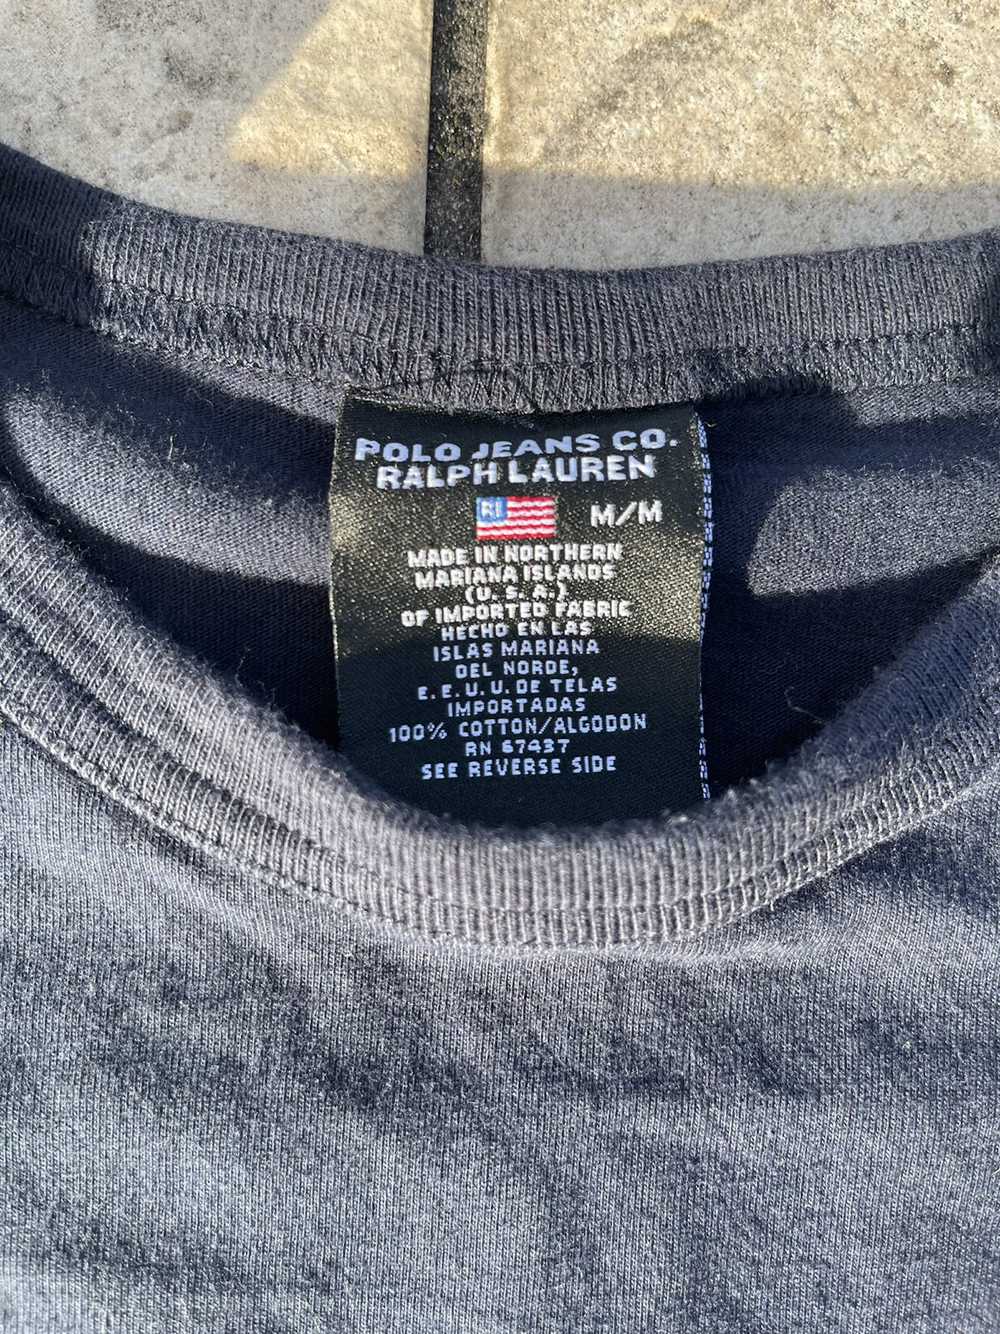 POLO JEANS CO.
RALPH LAUREN
RL M/M
MADE IN NORTHERN
MARIANA ISLANDS
(U.S.A.)
OF IMPORTED FABRIC
HECHO EN LAS
ISLAS MARIANA
DEL NORDE,
E.E.U.U. DE TELAS
IMPORTADAS
100% COTTON/ALGODON
RN 67437
SEE REVERSE SIDE